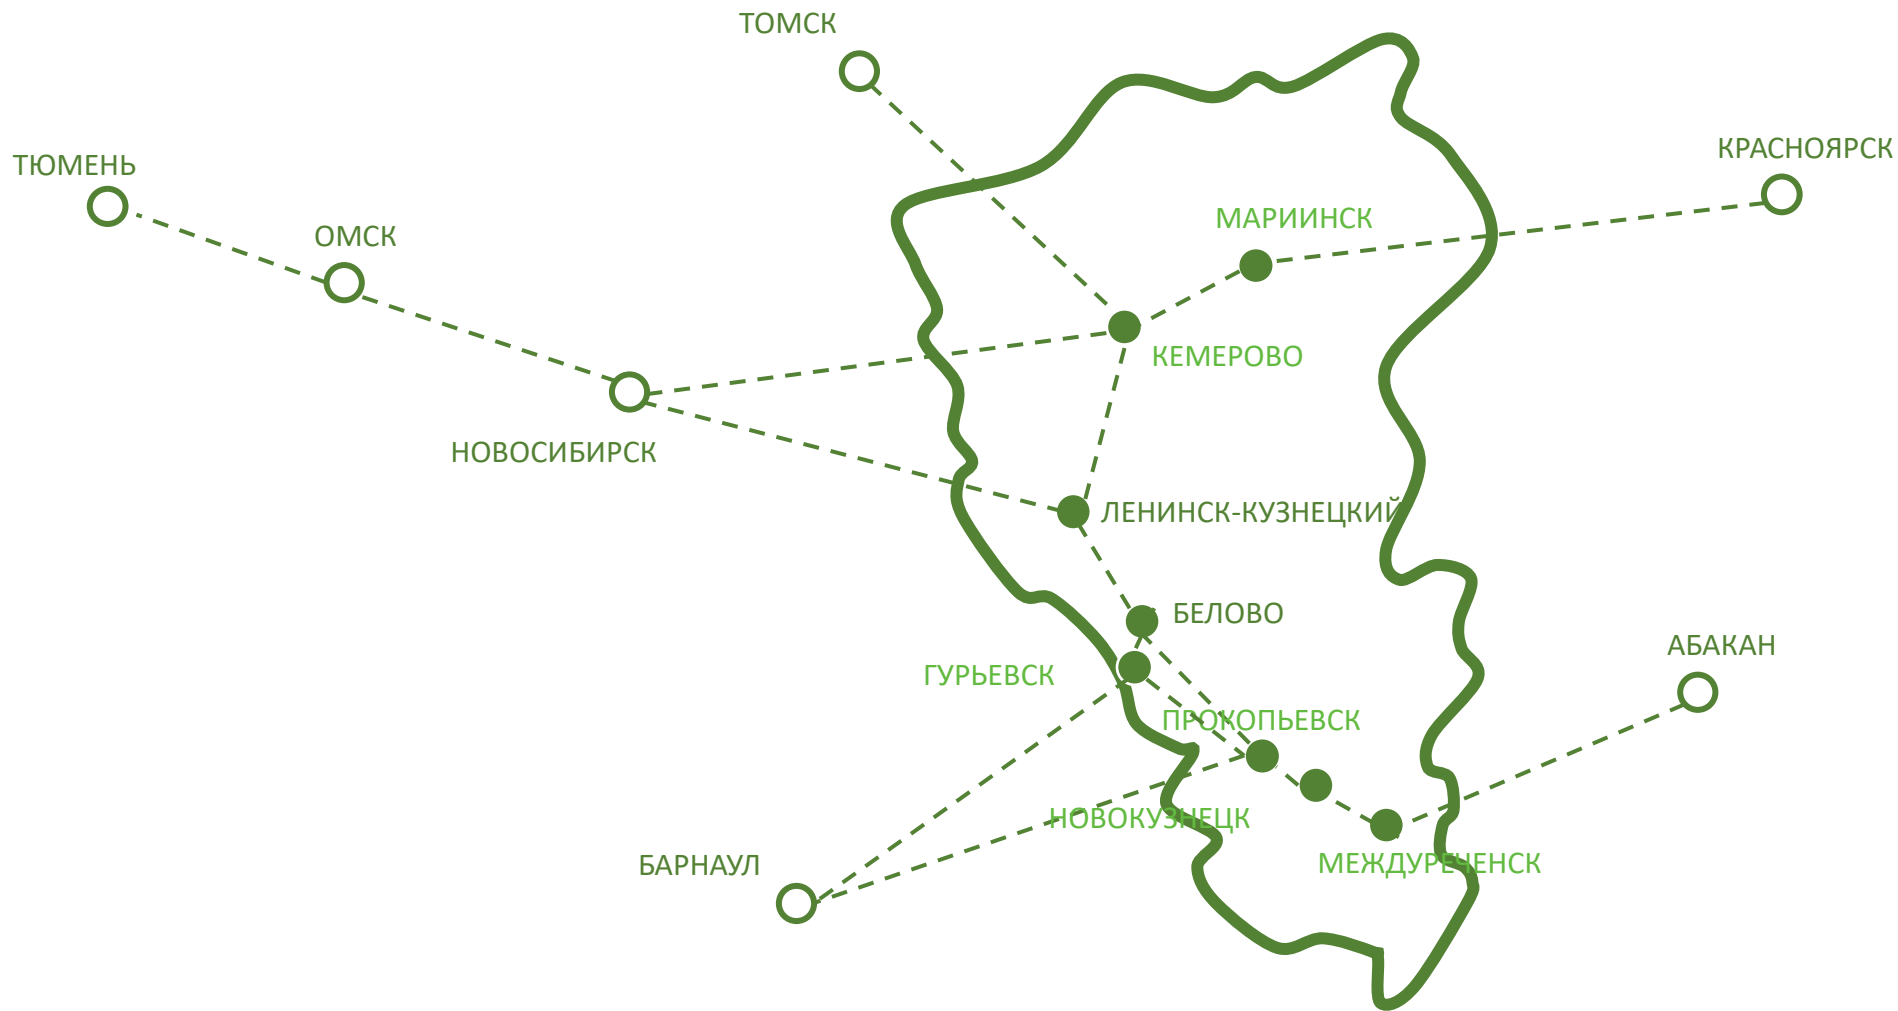 ТОМСК
КРАСНОЯРСК
ТЮМЕНЬ
МАРИИНСК
ОМСК
КЕМЕРОВО
НОВОСИБИРСК
ЛЕНИНСК-КУЗНЕЦКИЙ
БЕЛОВО
АБАКАН
ГУРЬЕВСК
ПРОКОПЬЕВСК
НОВОКУЗНЕЦК
БАРНАУЛ
МЕЖДУРЕЧЕНСК